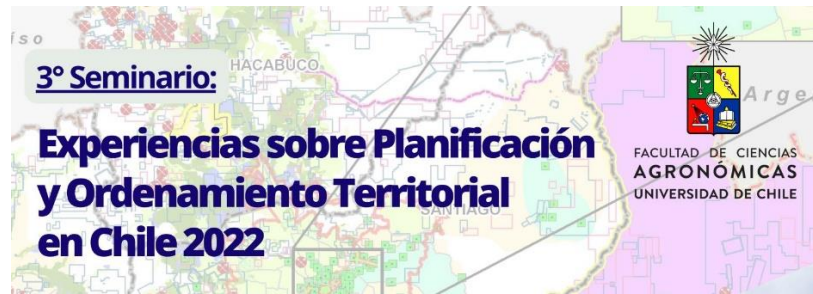 iso
HACABUCO
3° Seminario:
Experiencias sobre Planificación
y Ordenamiento Territorial
en Chile 2022
SANTIAGO
Arge
FACULTAD DE CIENCIAS
AGRONÓMICAS
UNIVERSIDAD DE CHILE